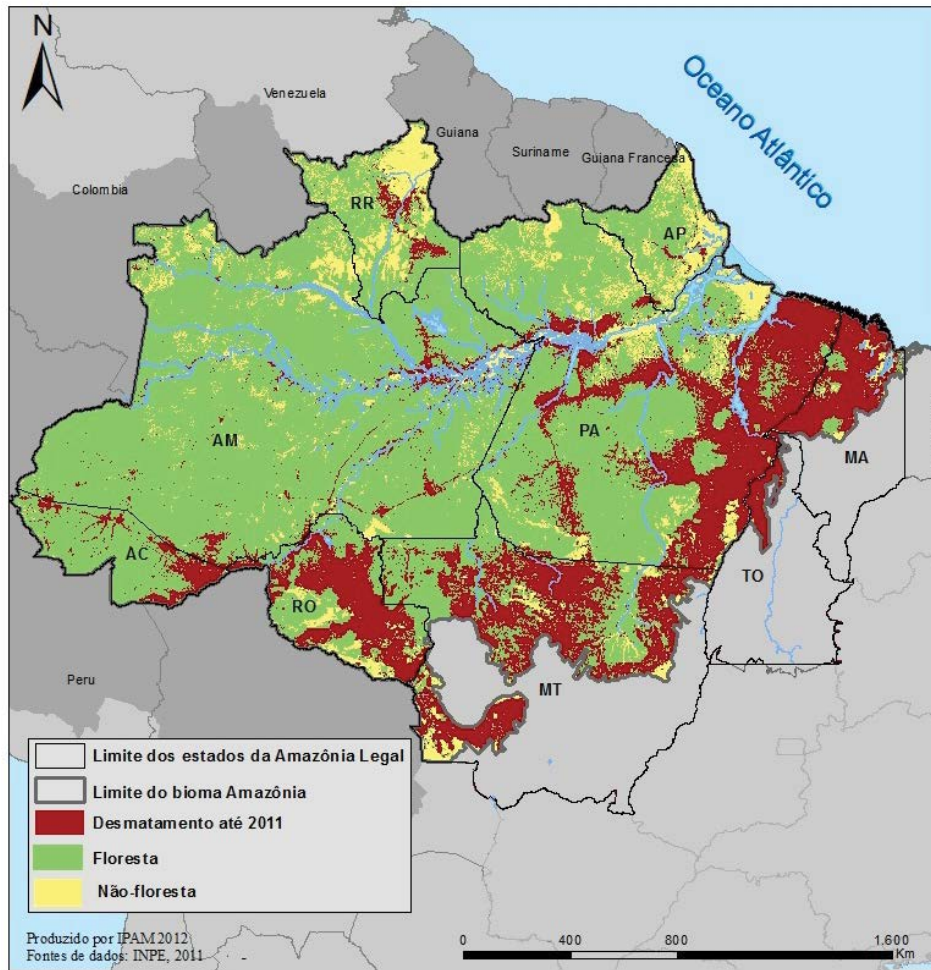 N
Oceano Atlântico
Venezuela
Guiana
Suriname
Guiana Francesa
Colombia
RR
AP
AM
PA
MA
AC
TO
RO
Peru
MT
Limite dos estados da Amazônia Legal
Limite do bioma Amazônia
Desmatamento até 2011
Floresta
Não-floresta
Produzido por IPAM 2012
Fontes de dados: INPE, 2011
0 400 800 1.600
Km